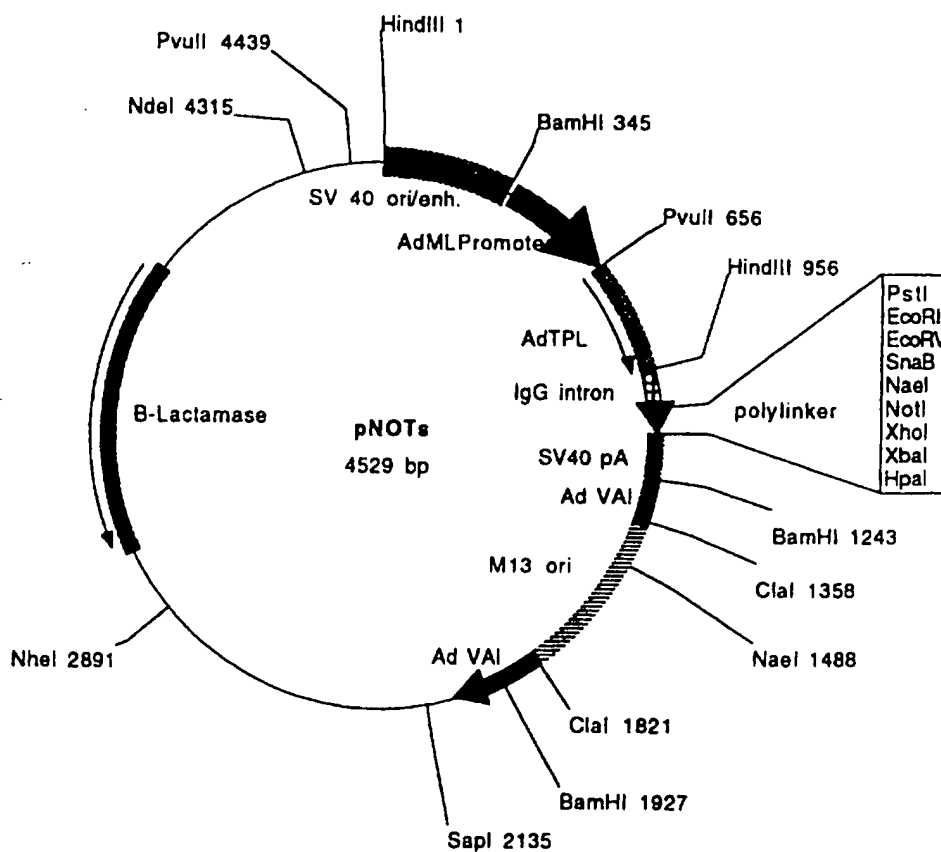 HindIII 1
PvuII 4439
NdeI 4315
BamHI 345
SV 40 ori/enh.
AdMLPromote
PvuII 656
HindIII 956
PstI
EcoRI
EcoRV
SnaB
NaeI
NotI
XhoI
XbaI
HpaI
AdTPL
IgG intron
polylinker
B-Lactamase
pNOTs
4529 bp
SV40 pA
Ad VAI
BamHI 1243
M13 ori
ClaI 1358
NaeI 1488
NheI 2891
Ad VAI
ClaI 1821
BamHI 1927
SapI 2135